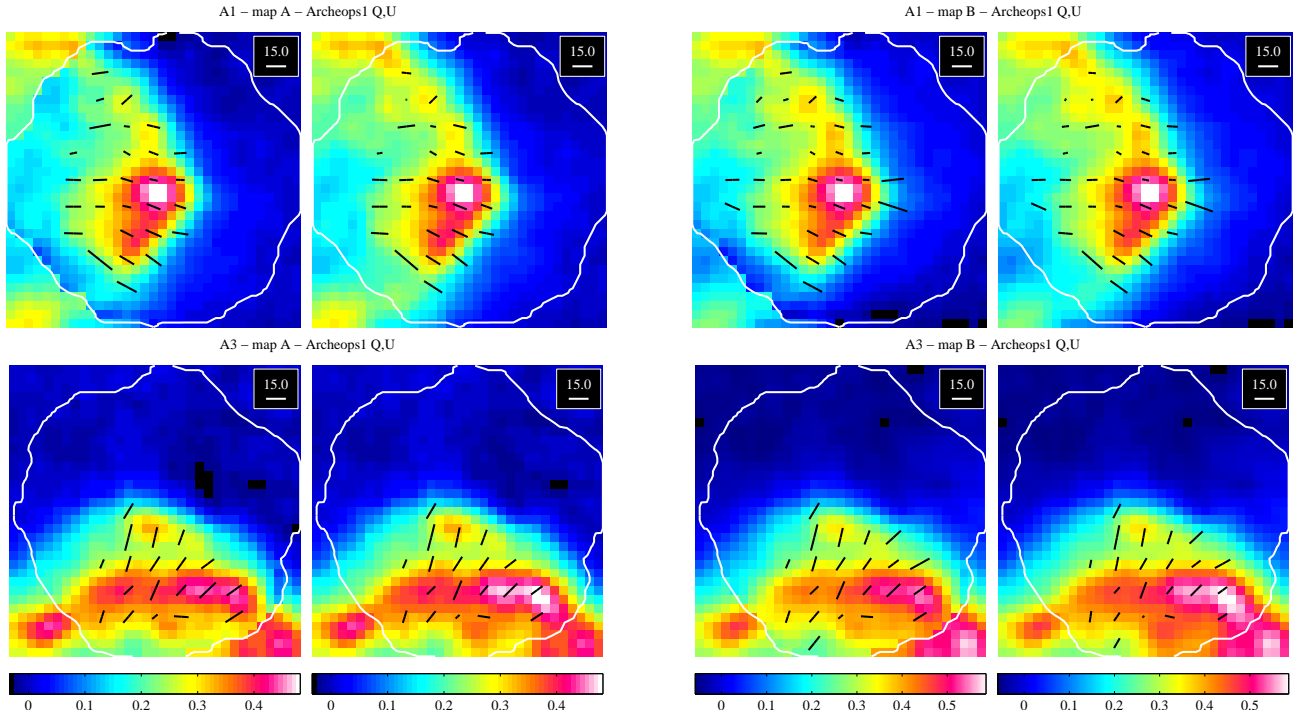 A1 – map A – Archeops1 Q,U
A1 – map B – Archeops1 Q,U
15.0
15.0
15.0
15.0
A3 – map A – Archeops1 Q,U
A3 – map B – Archeops1 Q,U
15.0
15.0
15.0
15.0
0 0.1 0.2 0.3 0.4
0 0.1 0.2 0.3 0.4
0 0.1 0.2 0.3 0.4 0.5
0 0.1 0.2 0.3 0.4 0.5